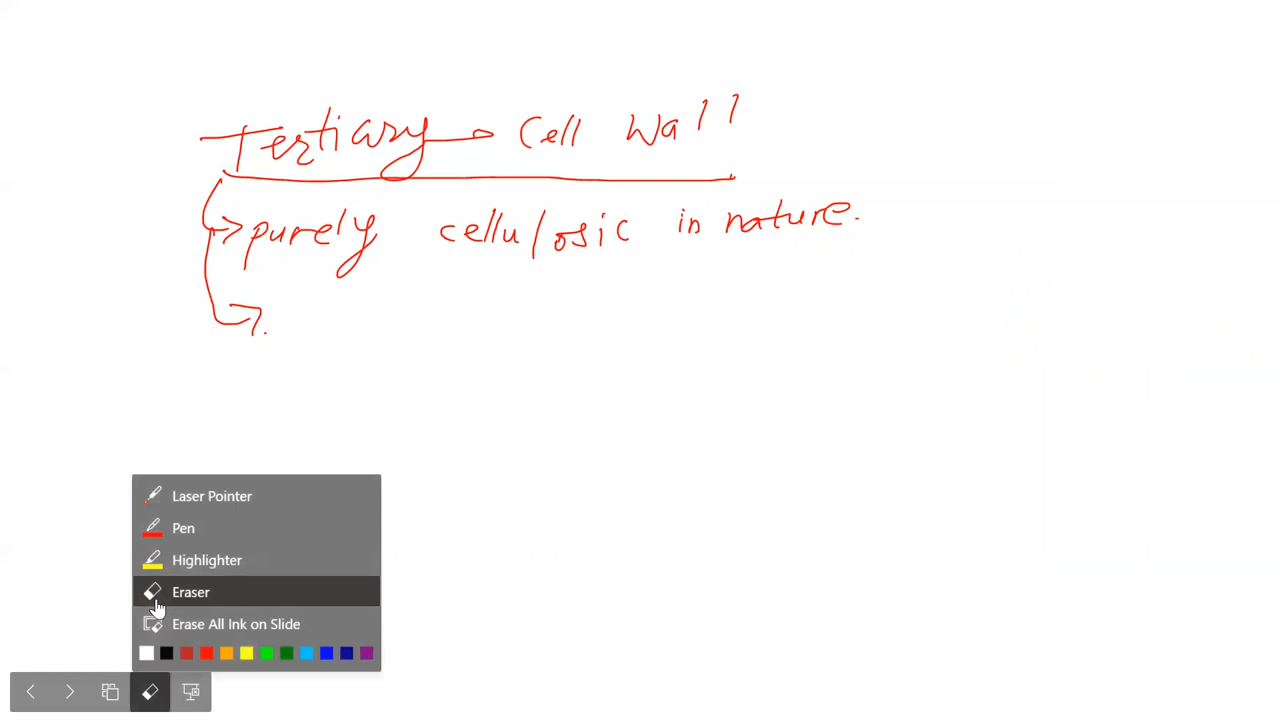 Tertiary Cell Wall
purely cellulosic in nature.
Laser Pointer
Pen
Highlighter
Eraser
Erase All Ink on Slide